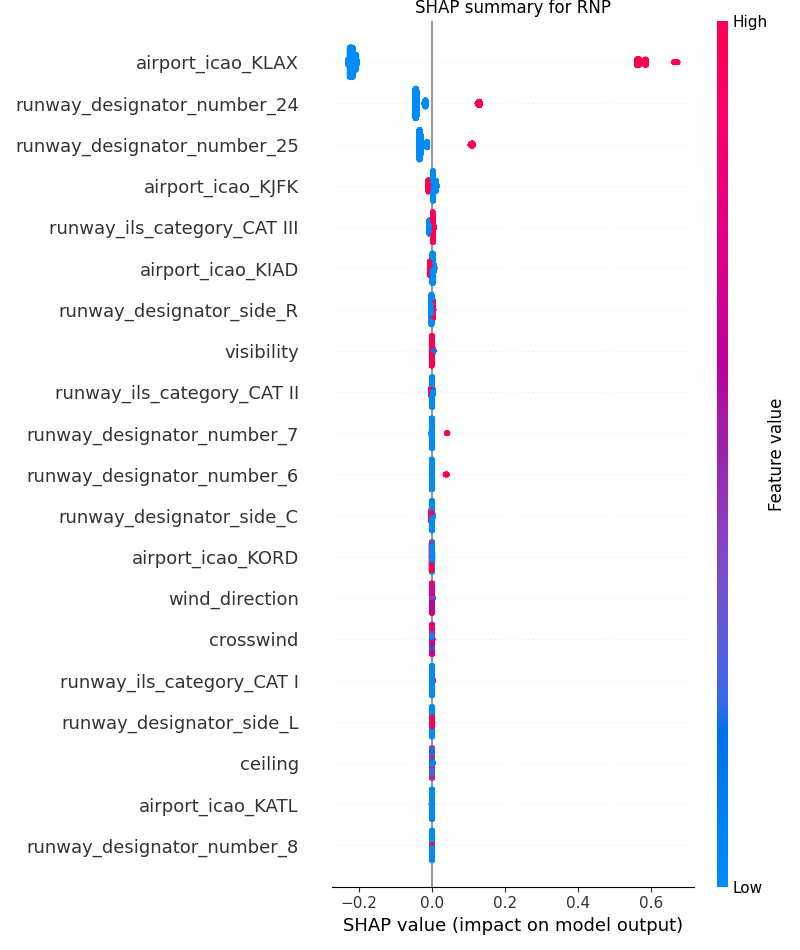 SHAP summary for RNP
High
airport_icao_KLAX
runway_designator_number_24
runway_designator_number_25
airport_icao_KJFK
runway_ils_category_CAT III
airport_icao_KIAD
runway_designator_side_R
visibility
runway_ils_category_CAT II
runway_designator_number_7
runway_designator_number_6
runway_designator_side_C
airport_icao_KORD
wind_direction
crosswind
runway_ils_category_CAT I
runway_designator_side_L
ceiling
airport_icao_KATL
runway_designator_number_8
Feature value
Low
−0.2 0.0 0.2 0.4 0.6
SHAP value (impact on model output)